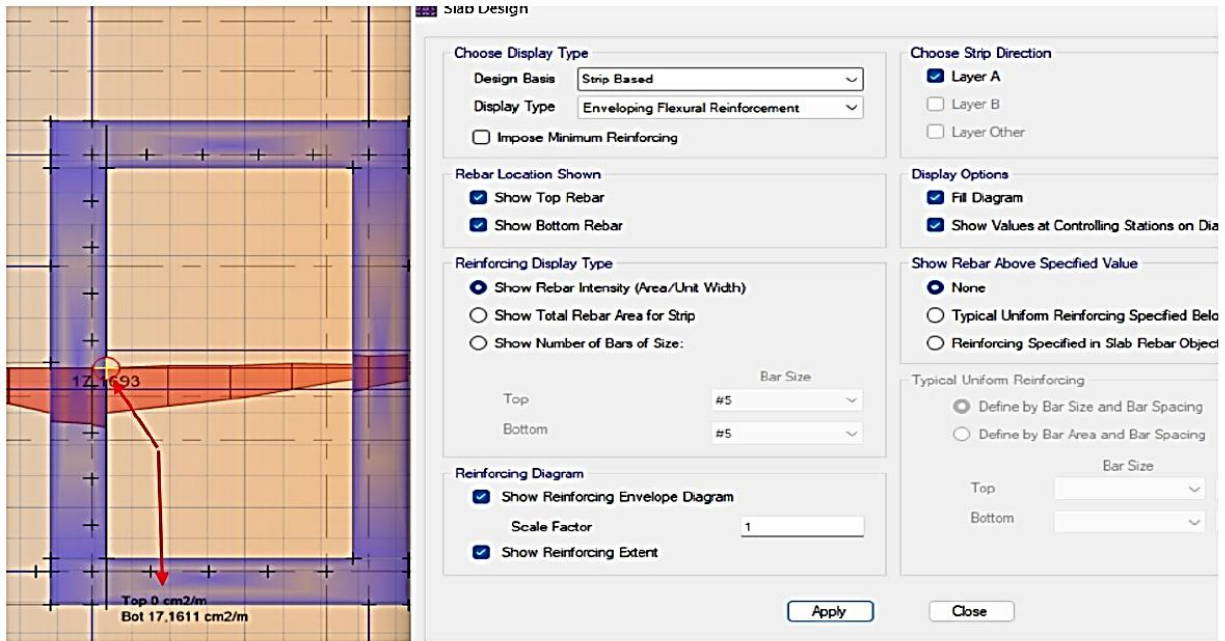 17,1693
Top 0 cm2/m
Bot 17,1611 cm2/m
Slab Design
Choose Display Type
Design Basis Strip Based
Display Type Enveloping Flexural Reinforcement
Impose Minimum Reinforcing
Rebar Location Shown
Show Top Rebar
Show Bottom Rebar
Reinforcing Display Type
Show Rebar Intensity (Area/Unit Width)
Show Total Rebar Area for Strip
Show Number of Bars of Size:
Bar Size
Top #5
Bottom #5
Reinforcing Diagram
Show Reinforcing Envelope Diagram
Scale Factor 1
Show Reinforcing Extent
Choose Strip Direction
Layer A
Layer B
Layer Other
Display Options
Fill Diagram
Show Values at Controlling Stations on Dia
Show Rebar Above Specified Value
None
Typical Uniform Reinforcing Specified Belo
Reinforcing Specified in Slab Rebar Object
Typical Uniform Reinforcing
Define by Bar Size and Bar Spacing
Define by Bar Area and Bar Spacing
Bar Size
Top
Bottom
Apply Close